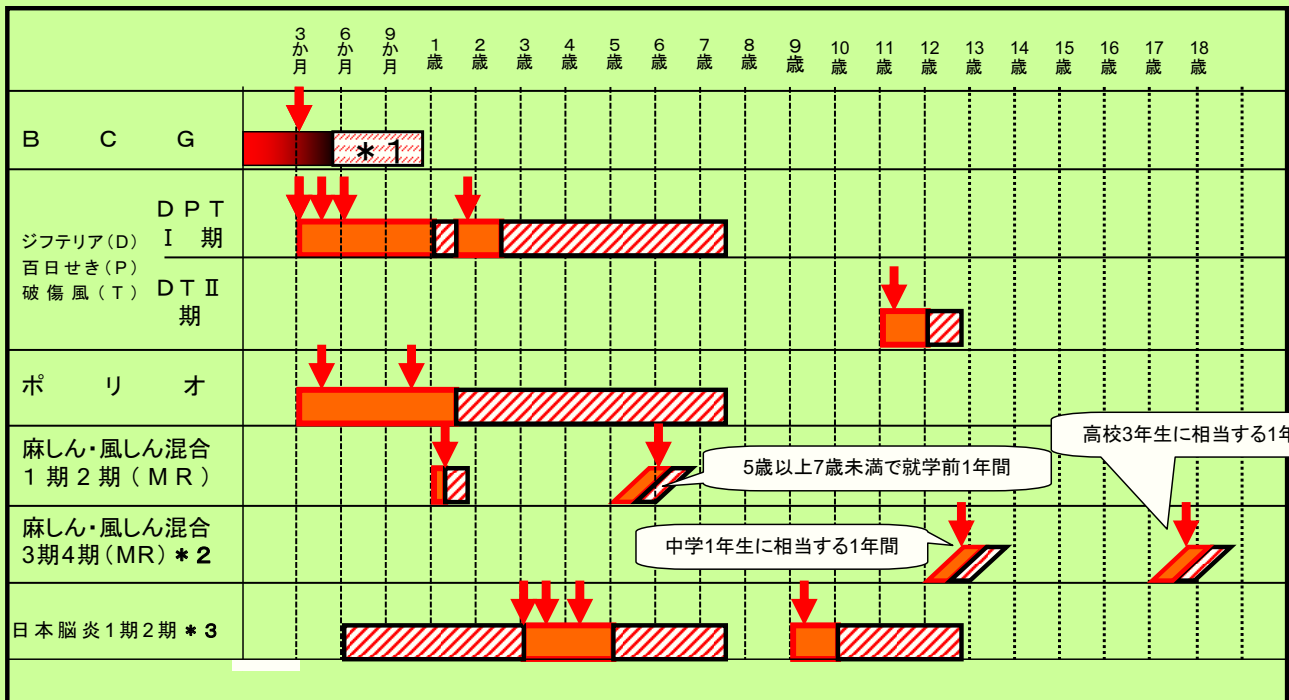 3か月 6か月 9か月 1歳 2歳 3歳 4歳 5歳 6歳 7歳 8歳 9歳 10歳 11歳 12歳 13歳 14歳 15歳 16歳 17歳 18歳
BCG
*1
ジフテリア(D)
百日せき(P)
破傷風(T)
DPT
I 期
DTⅡ
期
ポリオ
麻しん・風しん混合
1期2期(MR)
5歳以上7歳未満で就学前1年間
高校3年生に相当する1年
麻しん・風しん混合
3期4期(MR)*2
中学1年生に相当する1年間
日本脳炎1期2期*3